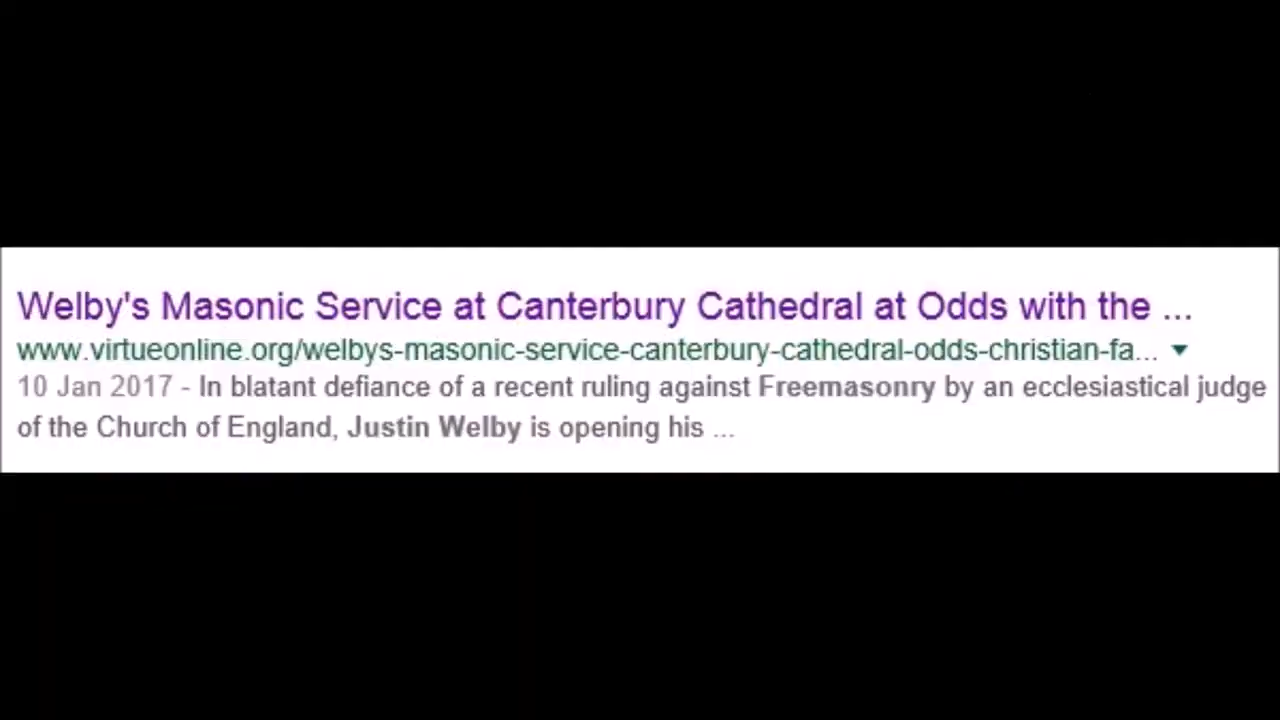 Welby's Masonic Service at Canterbury Cathedral at Odds with the ...
www.virtueonline.org/welbys-masonic-service-canterbury-cathedral-odds-christian-fa...
10 Jan 2017 - In blatant defiance of a recent ruling against Freemasonry by an ecclesiastical judge
of the Church of England, Justin Welby is opening his ...